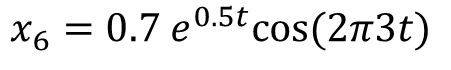 x₆ = 0.7 e^{0.5t}cos(2π3t)